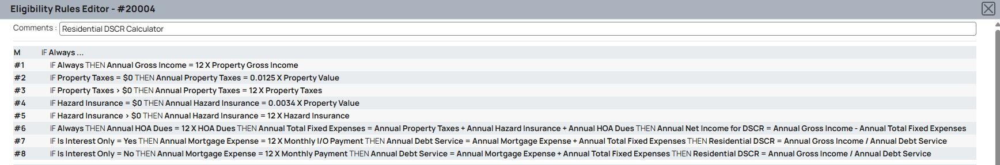 Eligibility Rules Editor - #20004
Comments : Residential DSCR Calculator
M IF Always ...
#1 IF Always THEN Annual Gross Income = 12 X Property Gross Income
#2 IF Property Taxes = $0 THEN Annual Property Taxes = 0.0125 X Property Value
#3 IF Property Taxes > $0 THEN Annual Property Taxes = 12 X Property Taxes
#4 IF Hazard Insurance = $0 THEN Annual Hazard Insurance = 0.0034 X Property Value
#5 IF Hazard Insurance > $0 THEN Annual Hazard Insurance = 12 X Hazard Insurance
#6 IF Always THEN Annual HOA Dues = 12 X HOA Dues THEN Annual Total Fixed Expenses = Annual Property Taxes + Annual Hazard Insurance + Annual HOA Dues THEN Annual Net Income for DSCR = Annual Gross Income - Annual Total Fixed Expenses
#7 IF Is Interest Only = Yes THEN Annual Mortgage Expense = 12 X Monthly I/O Payment THEN Annual Debt Service = Annual Mortgage Expense + Annual Total Fixed Expenses THEN Residential DSCR = Annual Gross Income / Annual Debt Service
#8 IF Is Interest Only = No THEN Annual Mortgage Expense = 12 X Monthly Payment THEN Annual Debt Service = Annual Mortgage Expense + Annual Total Fixed Expenses THEN Residential DSCR = Annual Gross Income / Annual Debt Service